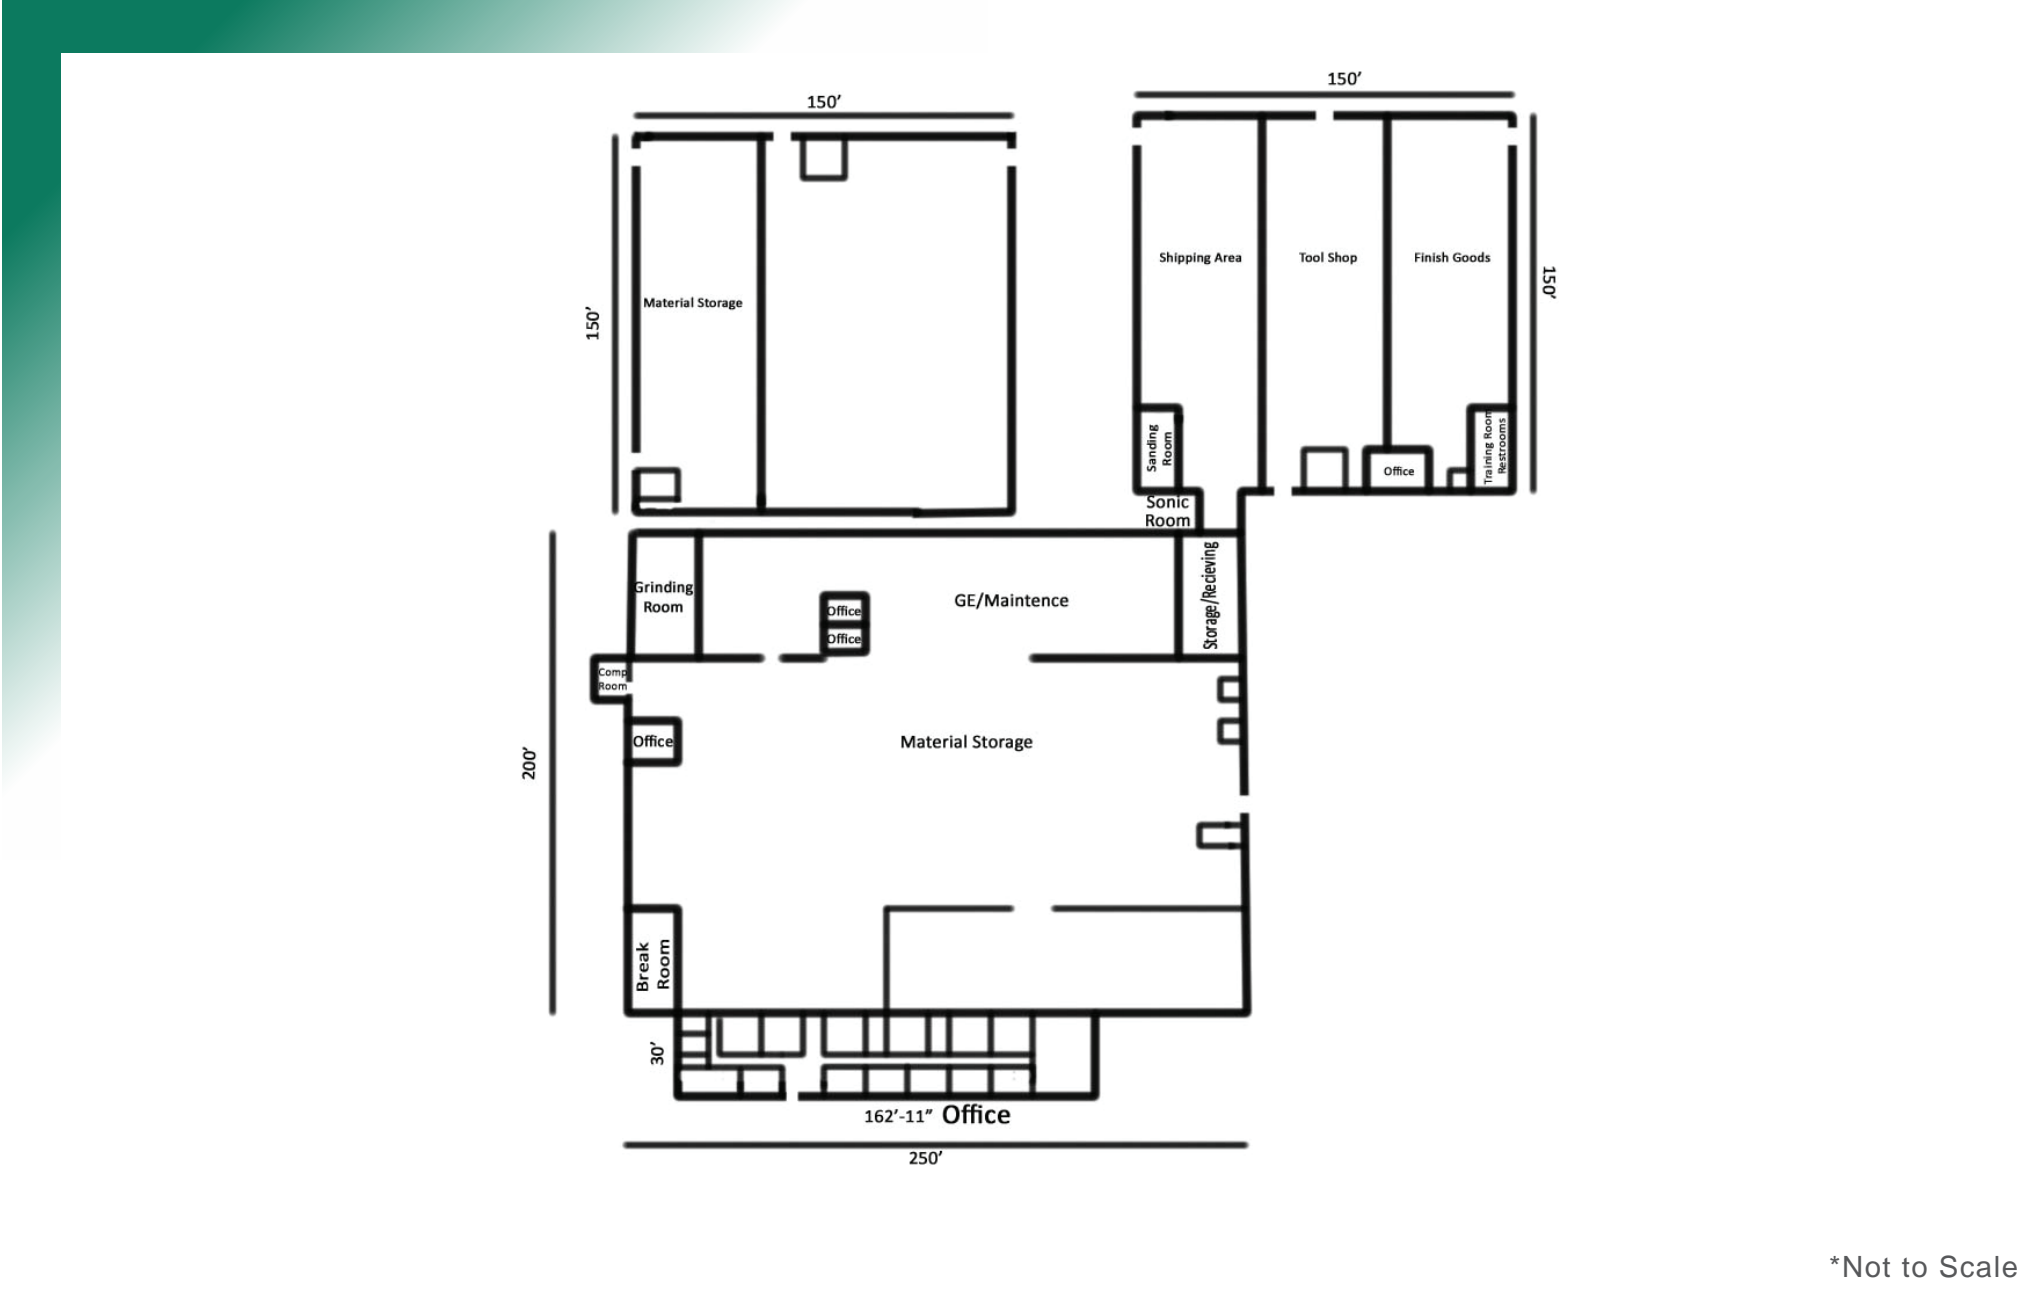 150’
150’
150’
150’
Material Storage
Shipping Area
Tool Shop
Finish Goods
Sanding
Room
Office
Training Room
Restrooms
Sonic
Room
Grinding
Room
Office
Office
GE/Maintence
Storage/Recieving
Comp
Room
Office
Material Storage
200’
Break
Room
30’
162’-11” Office
250’
*Not to Scale